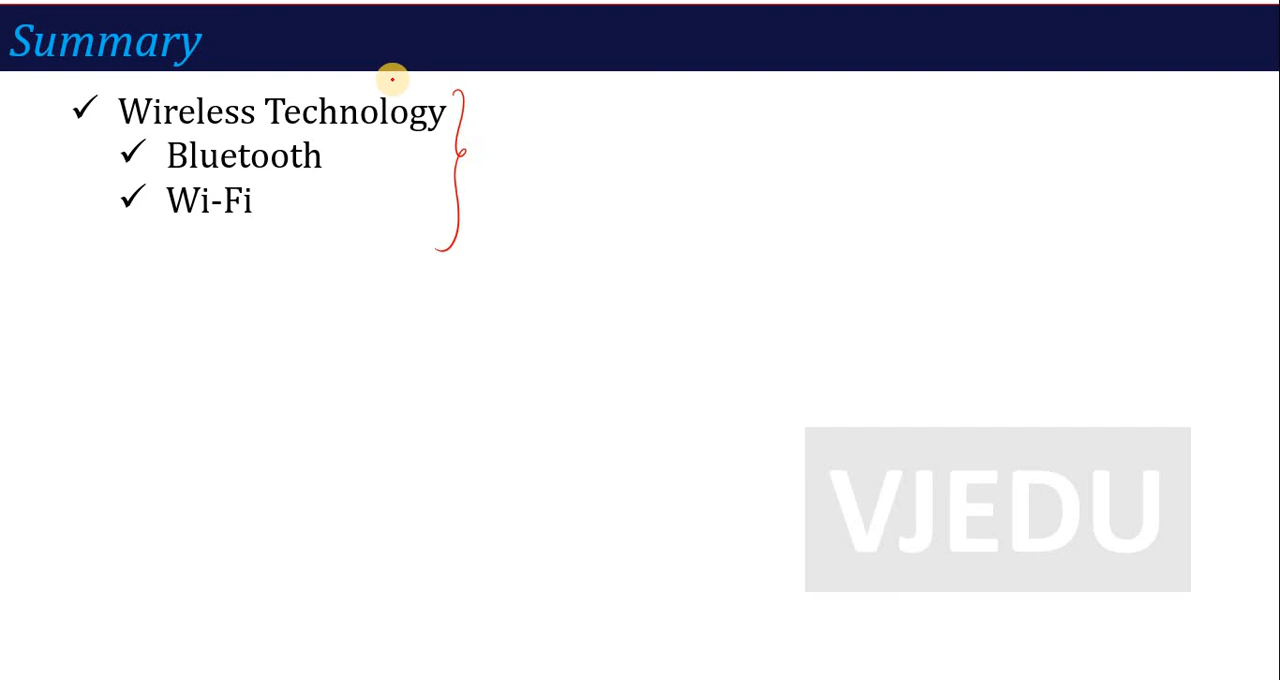 Summary
✓ Wireless Technology
✓ Bluetooth
✓ Wi-Fi
VJEDU